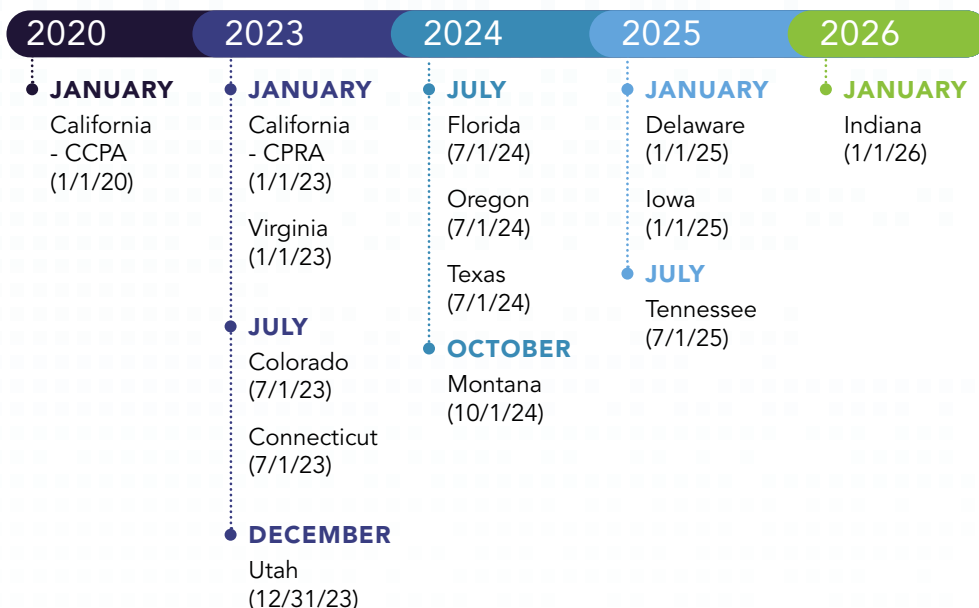 2020
2023
2024
2025
2026
JANUARY
California
- CCPA
(1/1/20)
JANUARY
California
- CPRA
(1/1/23)
Virginia
(1/1/23)
JULY
Colorado
(7/1/23)
Connecticut
(7/1/23)
DECEMBER
Utah
(12/31/23)
JULY
Florida
(7/1/24)
Oregon
(7/1/24)
Texas
(7/1/24)
OCTOBER
Montana
(10/1/24)
JANUARY
Delaware
(1/1/25)
Iowa
(1/1/25)
JULY
Tennessee
(7/1/25)
JANUARY
Indiana
(1/1/26)